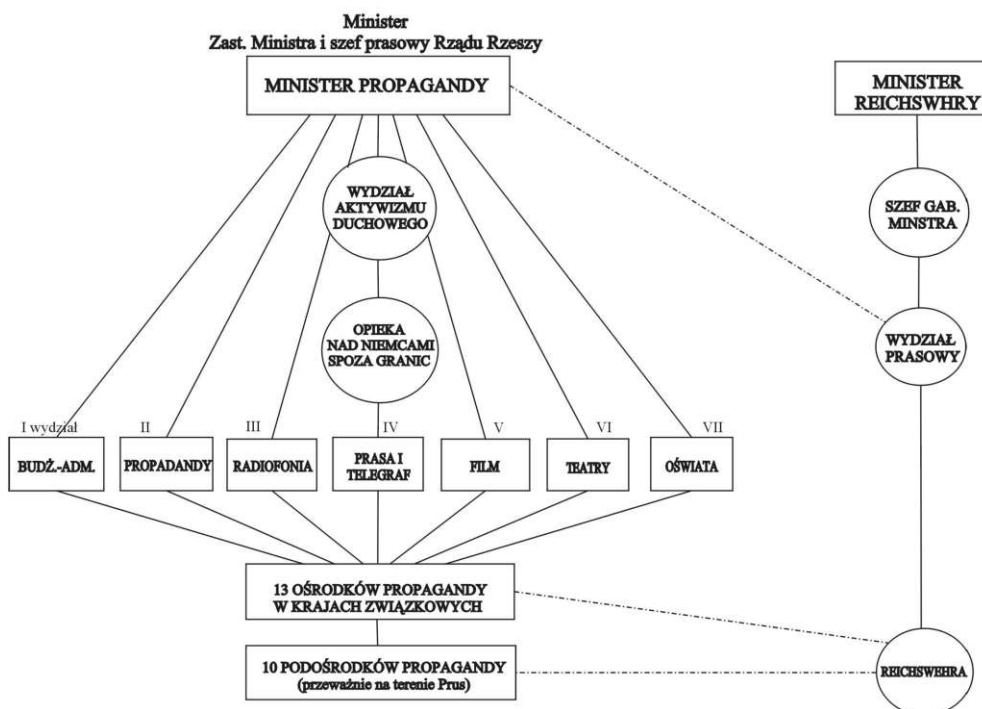 Minister
Zast. Ministra i szef prasowy Rządu Rzeszy
MINISTER PROPAGANDY
MINISTER
REICHSWHRY
WYDZIAŁ
AKTYWIZMU
DUCHOWEGO
SZEF GAB.
MINSTRA
OPIEKA
NAD NIEMCAMI
SPOZA GRANIC
WYDZIAŁ
PRASOWY
I wydział
II
III
IV
V
VI
VII
BUDŻ.-ADM.
PROPADANDY
RADIOFONIA
PRASA I
TELEGRAF
FILM
TEATRY
OŚWIATA
13 OŚRODKÓW PROPAGANDY
W KRAJACH ZWIĄZKOWYCH
10 PODOŚRODKÓW PROPAGANDY
(przeważnie na terenie Prus)
REICHSWEHRA